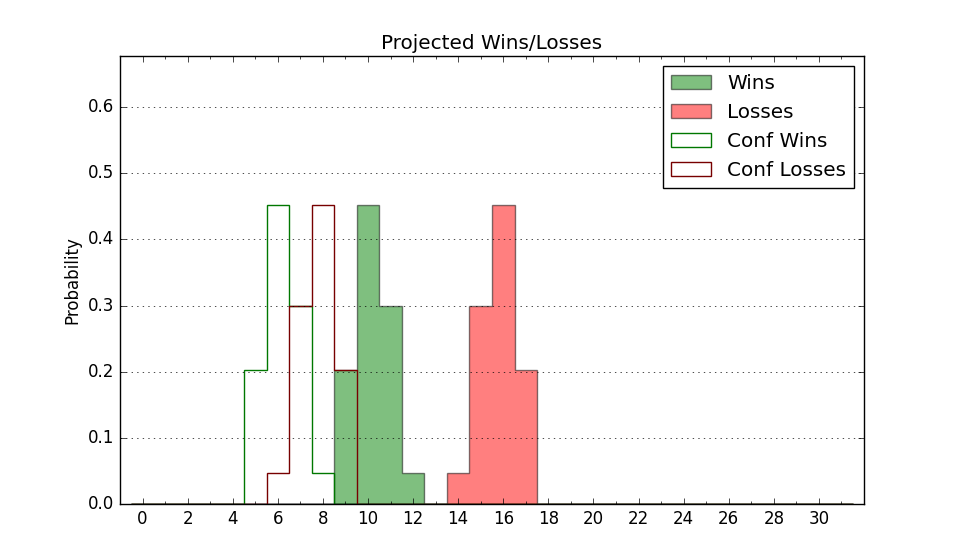 Projected Wins/Losses
Wins
Losses
Conf Wins
Conf Losses
Probability
0.6
0.5
0.4
0.3
0.2
0.1
0.0
0 2 4 6 8 10 12 14 16 18 20 22 24 26 28 30